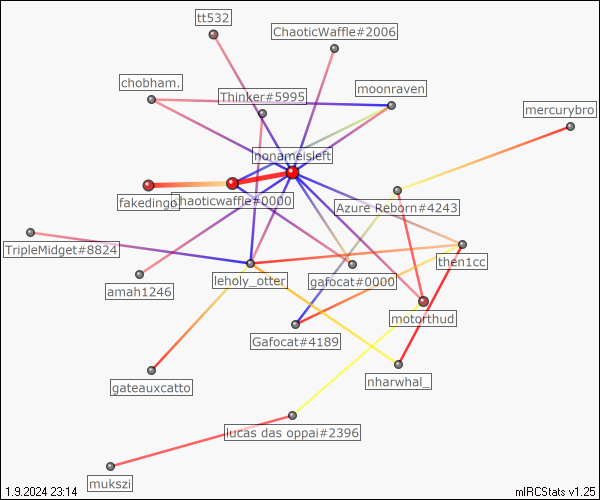 tt532
ChaoticWaffle#2006
chobham.
Thinker#5995
moonraven
mercurybro
nonameisleft
fakedingo
chaoticwaffle#0000
Azure Reborn#4243
TripleMidget#8824
then1cc
amah1246
leholy_otter
gafocat#0000
motorthud
Gafocat#4189
gateauxcatto
nharwhal_
lucas das oppai#2396
mukszi
1.9.2024 23:14
mIRCStats v1.25